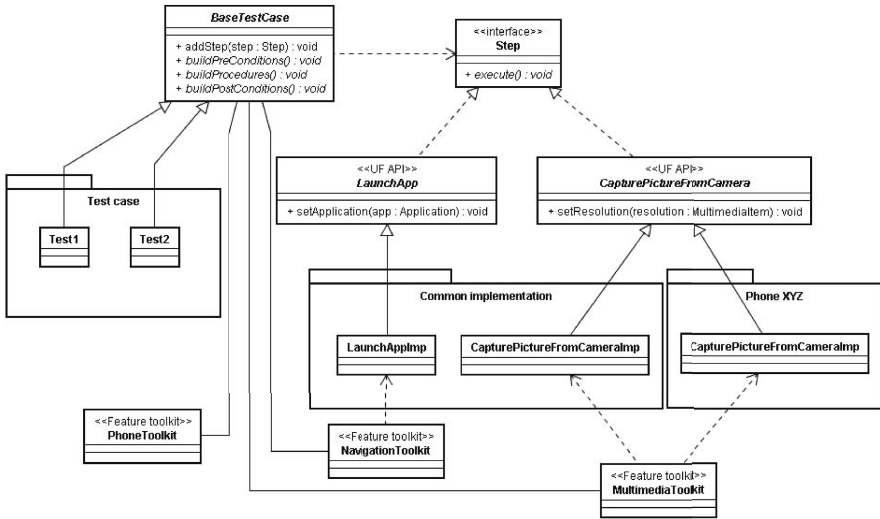 BaseTestCase
+ addStep(step : Step) : void
+ buildPreConditions() : void
+ buildProcedures() : void
+ buildPostConditions() : void
<<interface>>
Step
+ execute() : void
<<UF API>>
LaunchApp
+ setApplication(app : Application) : void
<<UF API>>
CapturePictureFromCamera
+ setResolution(resolution : MultimediaItem) : void
Test case
Test1
Test2
Common implementation
LaunchAppImp
CapturePictureFromCameraImp
Phone XYZ
CapturePictureFromCameraImp
<<Feature toolkit>>
PhoneToolkit
<<Feature toolkit>>
NavigationToolkit
<<Feature toolkit>>
MultimediaToolkit